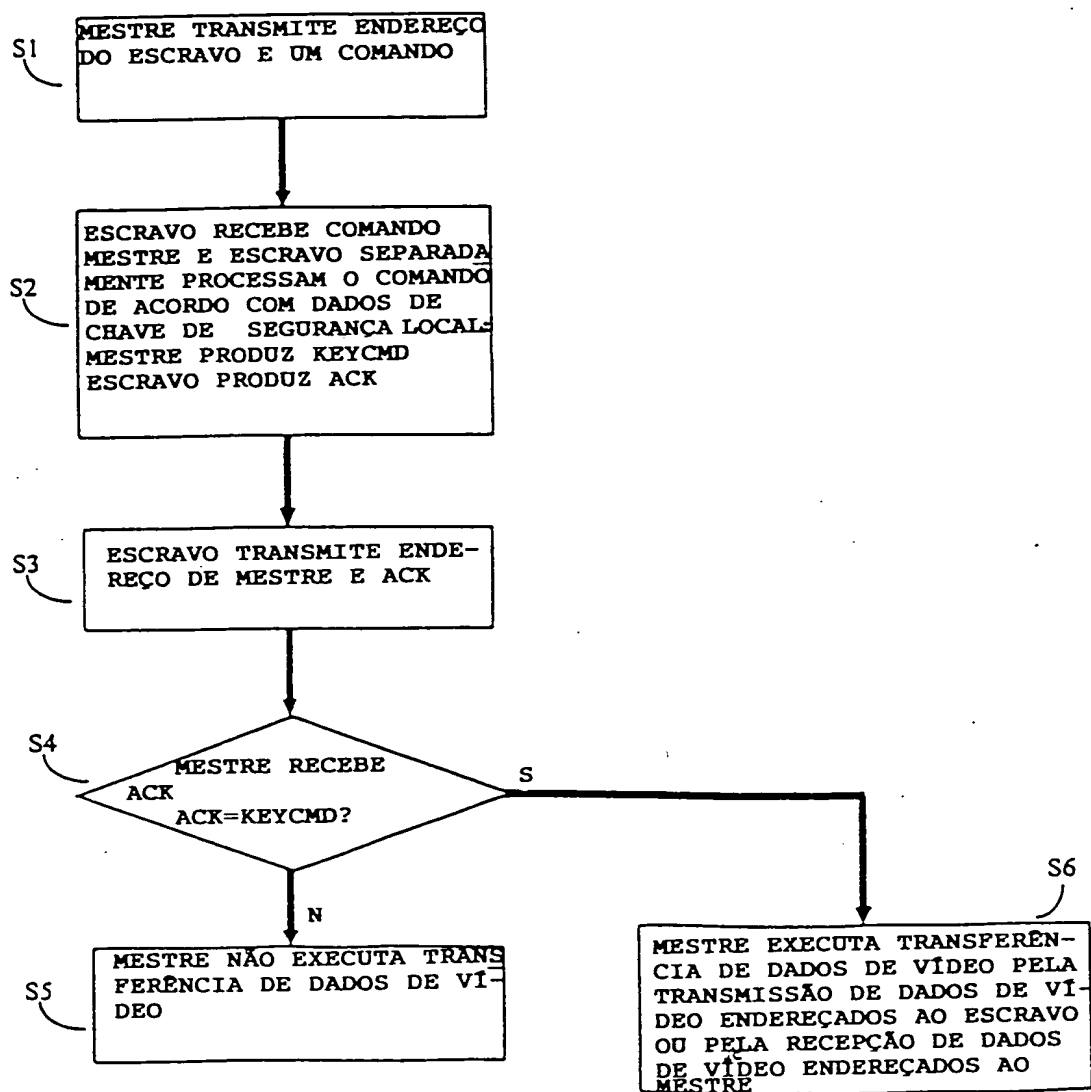 S1
MESTRE TRANSMITE ENDEREÇO
DO ESCRAVO E UM COMANDO
S2
ESCRAVO RECEBE COMANDO
MESTRE E ESCRAVO SEPARADA
MENTE PROCESSAM O COMANDO
DE ACORDO COM DADOS DE
CHAVE DE SEGURANÇA LOCAL-
MESTRE PRODUZ KEYCMD
ESCRAVO PRODUZ ACK
S3
ESCRAVO TRANSMITE ENDE-
REÇO DE MESTRE E ACK
S4
MESTRE RECEBE
ACK
ACK=KEYCMD?
S
N
S5
MESTRE NÃO EXECUTA TRANS
FERÊNCIA DE DADOS DE VÍ-
DEO
S6
MESTRE EXECUTA TRANSFERÊN-
CIA DE DADOS DE VÍDEO PELA
TRANSMISSÃO DE DADOS DE VÍ-
DEO ENDEREÇADOS AO ESCRAVO
OU PELA RECEPÇÃO DE DADOS
DE VÍDEO ENDEREÇADOS AO
MESTRE